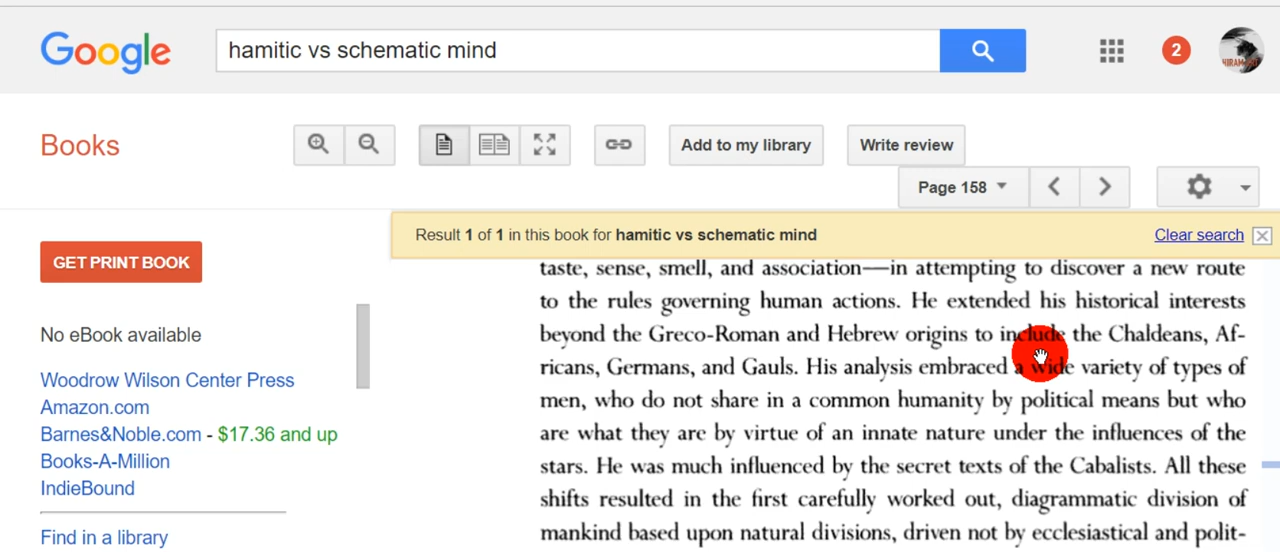 Google
hamitic vs schematic mind
2
Books
Add to my library
Write review
Page 158
Result 1 of 1 in this book for hamitic vs schematic mind
Clear search
GET PRINT BOOK
No eBook available
Woodrow Wilson Center Press
Amazon.com
Barnes&Noble.com - $17.36 and up
Books-A-Million
IndieBound
Find in a library
taste, sense, smell, and association—in attempting to discover a new route
to the rules governing human actions. He extended his historical interests
beyond the Greco-Roman and Hebrew origins to include the Chaldeans, Af-
ricans, Germans, and Gauls. His analysis embraced a wide variety of types of
men, who do not share in a common humanity by political means but who
are what they are by virtue of an innate nature under the influences of the
stars. He was much influenced by the secret texts of the Cabalists. All these
shifts resulted in the first carefully worked out, diagrammatic division of
mankind based upon natural divisions, driven not by ecclesiastical and polit-